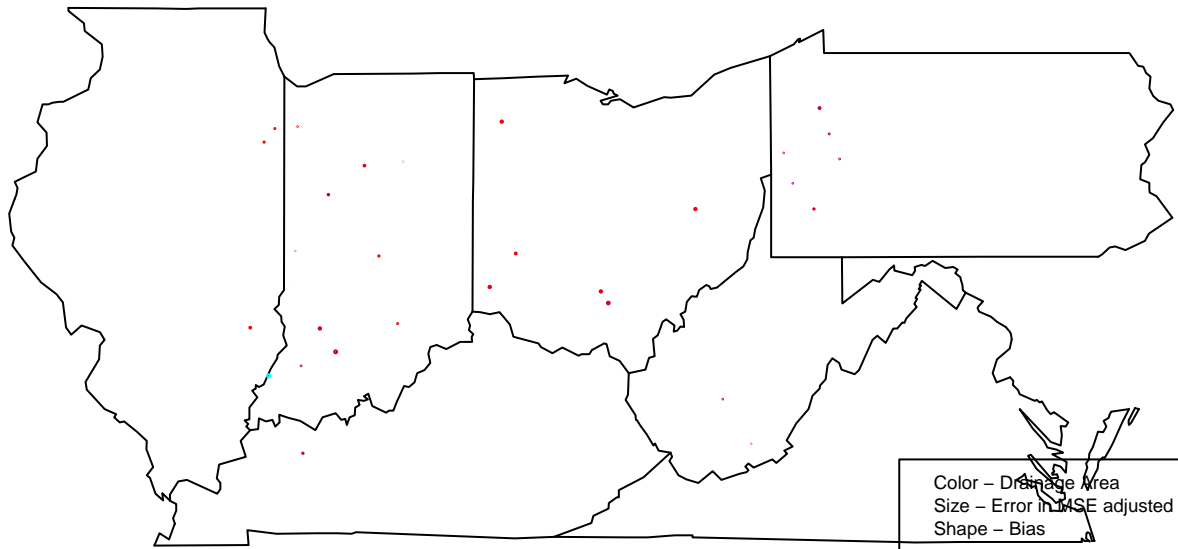 Color – Drainage Area
Size – Error in MSE adjusted
Shape – Bias